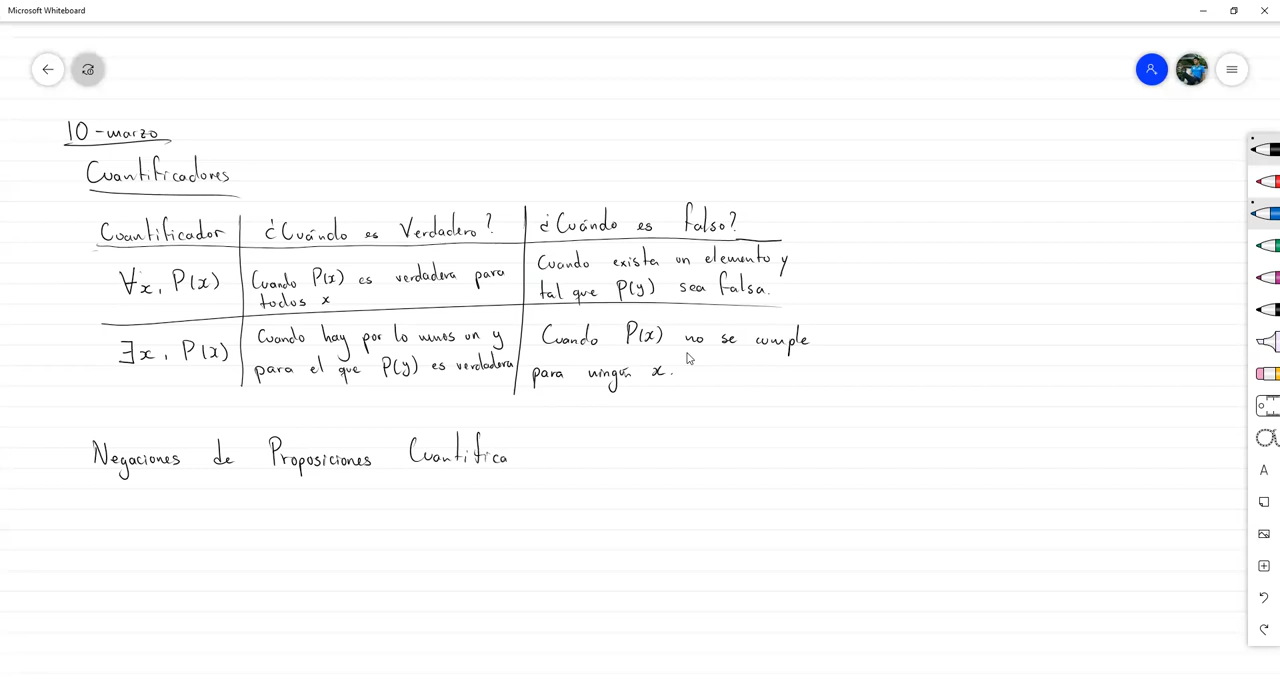 Microsoft Whiteboard
10-marzo
Cuantificadores
Cuantificador ¿Cuándo es Verdadero? ¿Cuándo es falso?
∀x, P(x) Cuando P(x) es verdadera para todos x Cuando exista un elemento y tal que P(y) sea falsa.
∃x, P(x) Cuando hay por lo menos un y para el que P(y) es verdadera Cuando P(x) no se cumple para ningún x.
Negaciones de Proposiciones Cuantifica
A